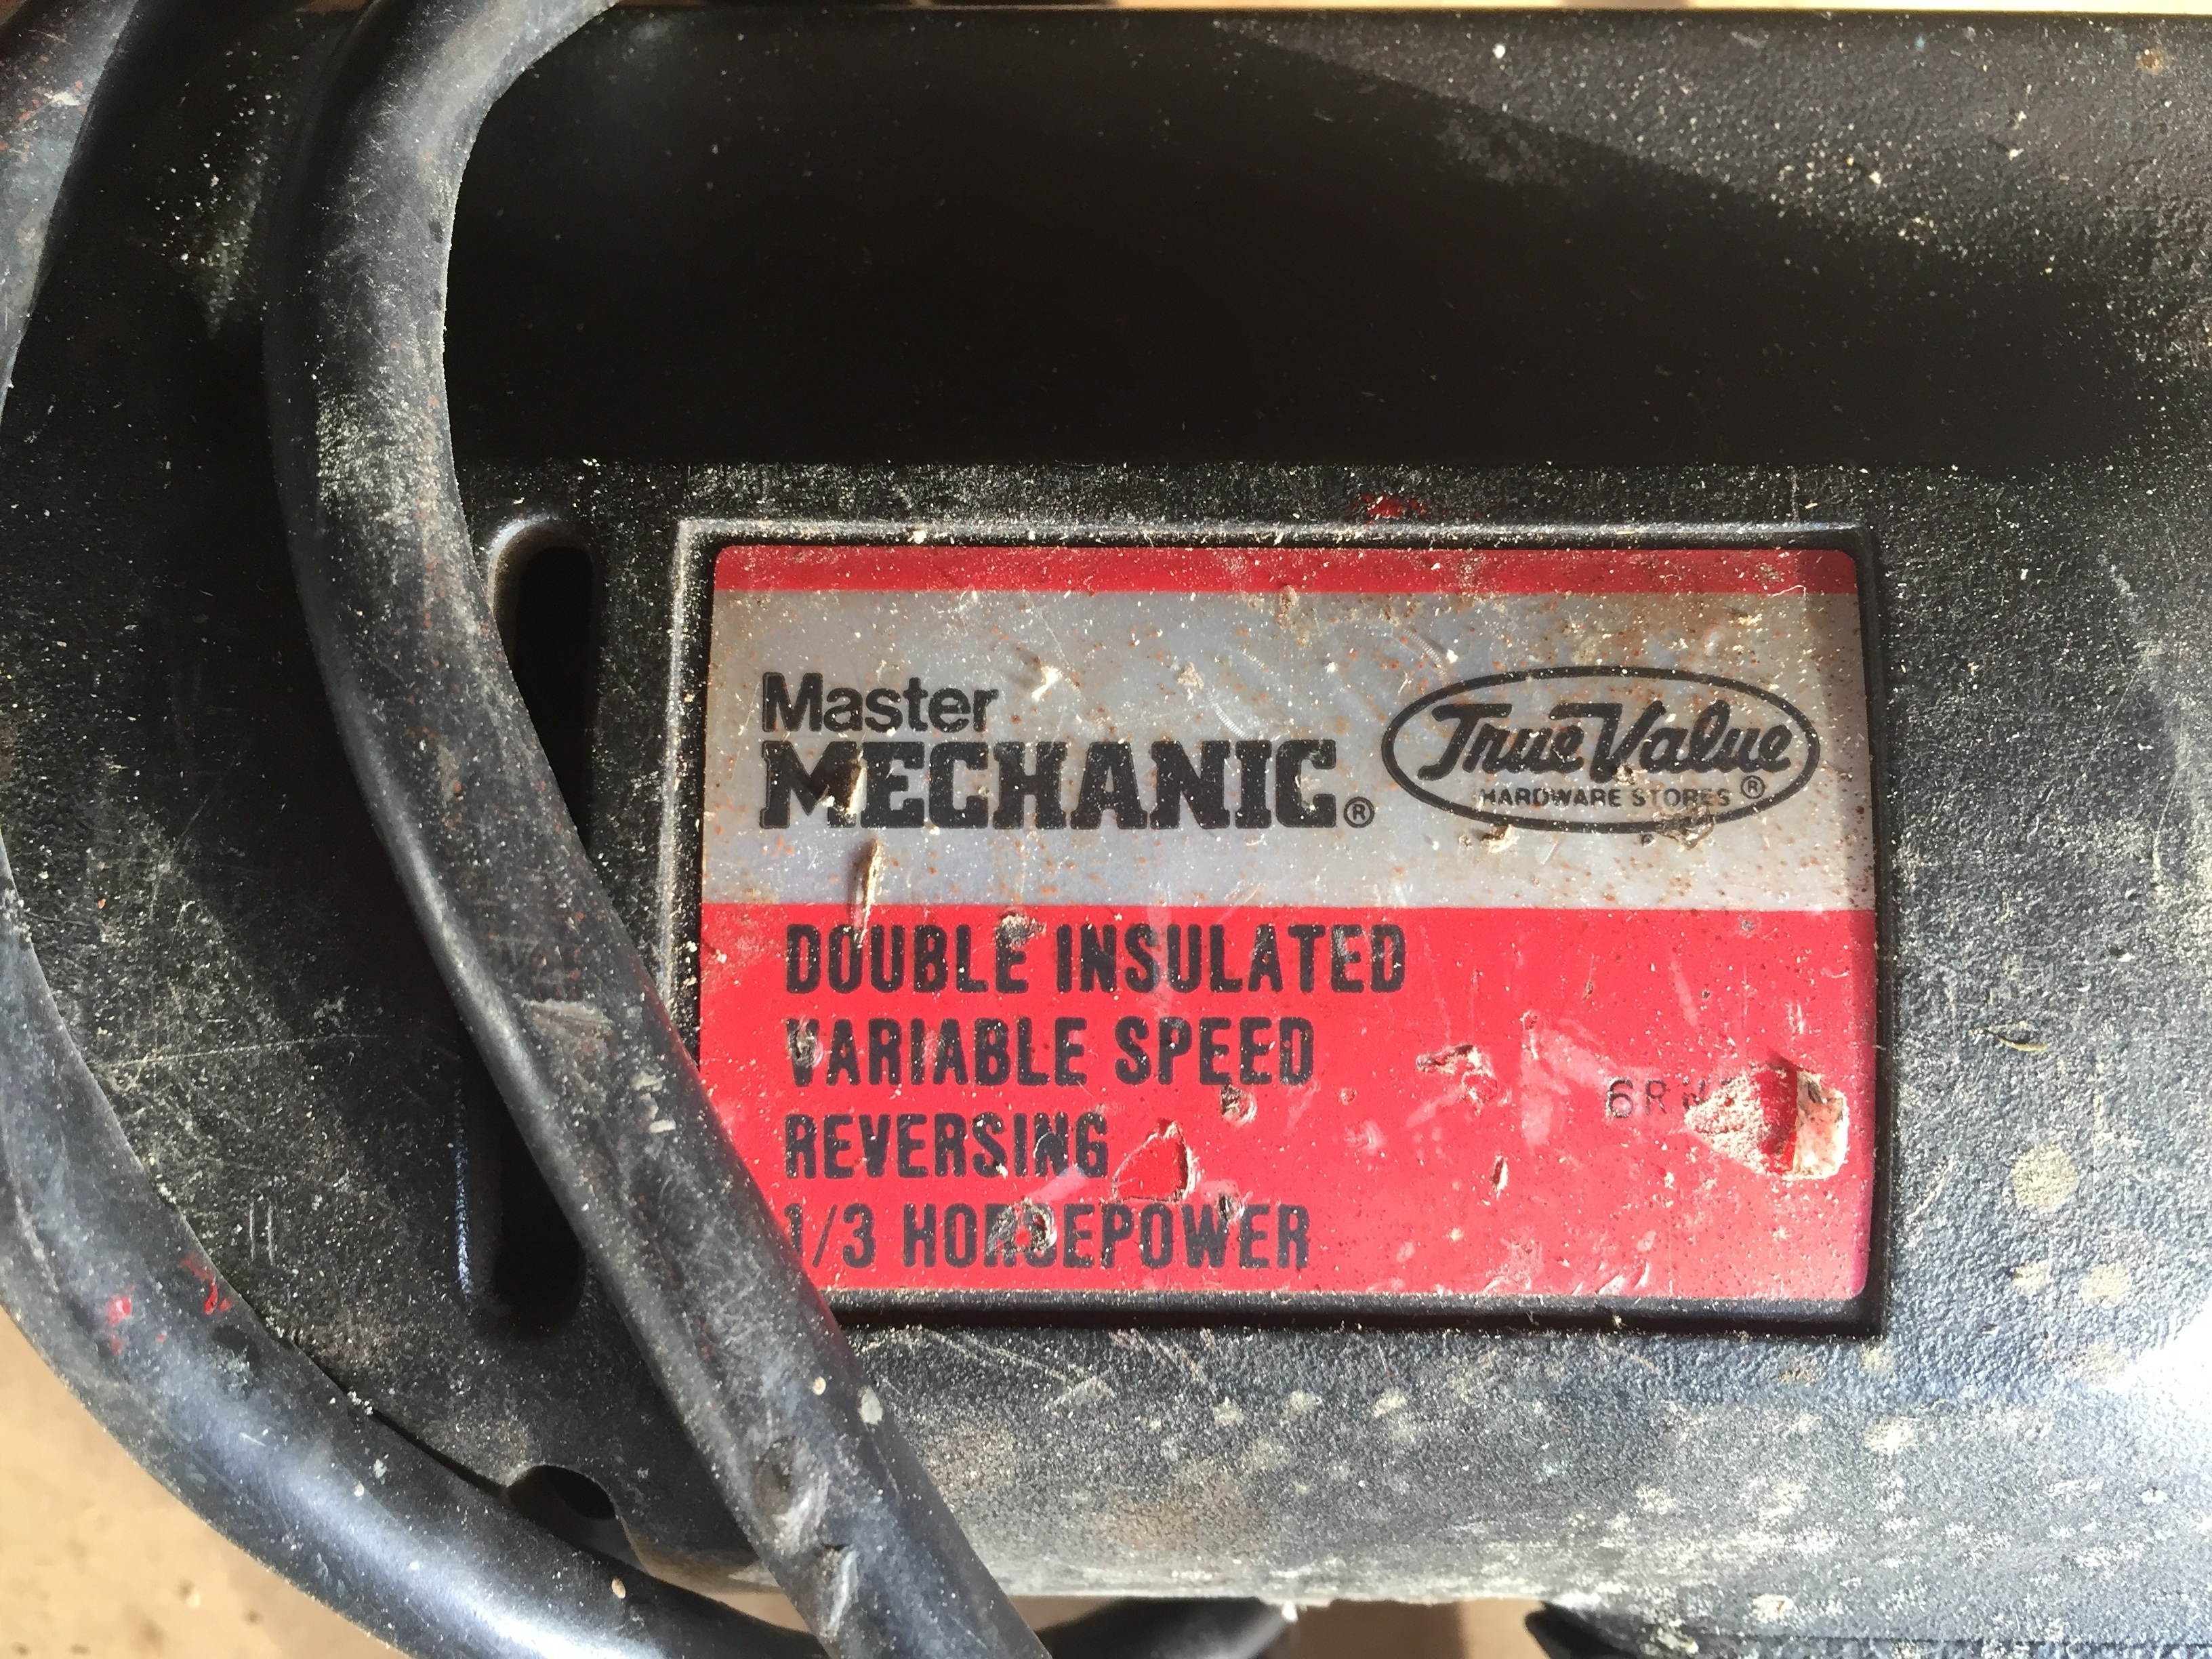 Master
MECHANIC®
True Value®
HARDWARE STORES
DOUBLE INSULATED
VARIABLE SPEED
REVERSING
1/3 HORSEPOWER